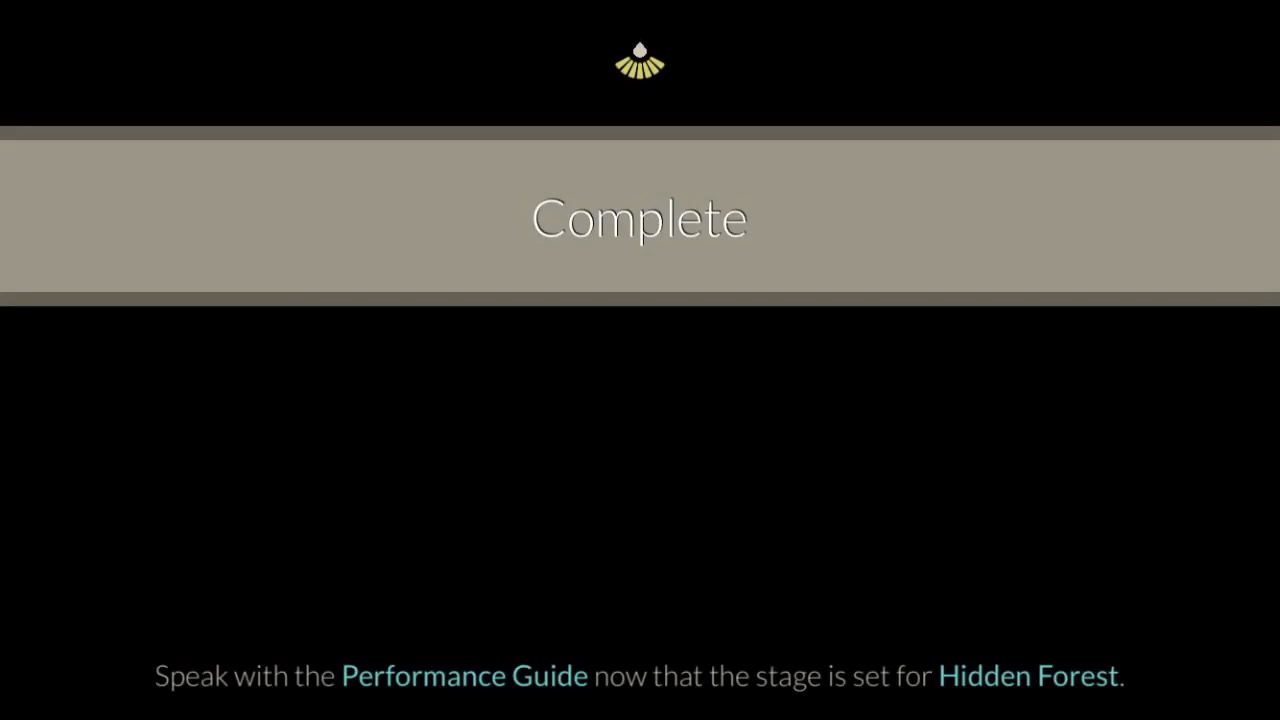 Complete
Speak with the Performance Guide now that the stage is set for Hidden Forest.